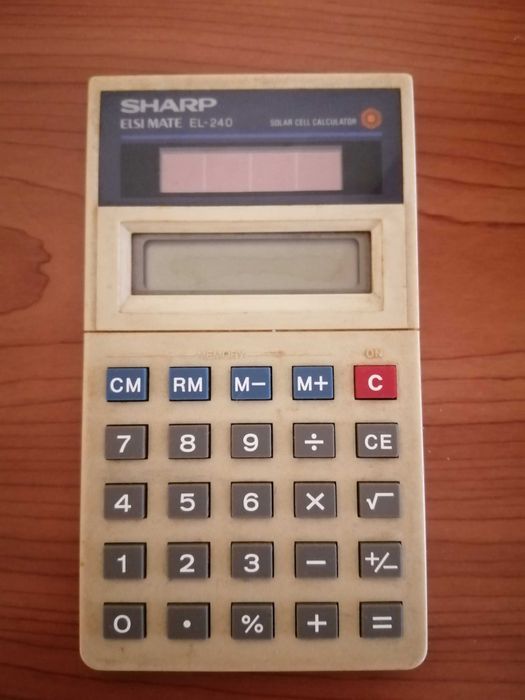 SHARP
ELSI MATE EL-240 SOLAR CELL CALCULATOR
MEMORY ON
CM RM M− M+ C
7 8 9 ÷ CE
4 5 6 × √
1 2 3 − +/−
0 . % + =